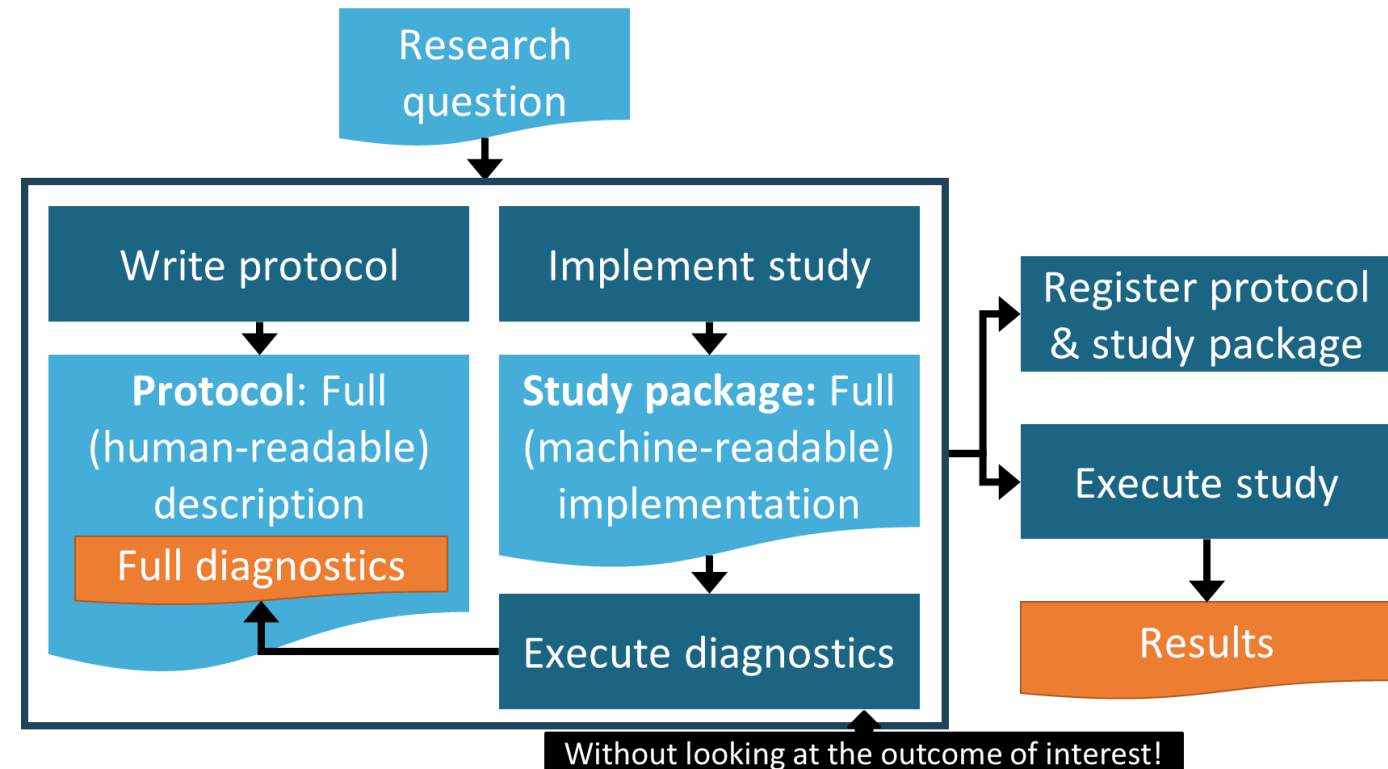 Research
question
Write protocol
Implement study
Protocol: Full
(human-readable)
description
Full diagnostics
Study package: Full
(machine-readable)
implementation
Execute diagnostics
Without looking at the outcome of interest!
Register protocol
& study package
Execute study
Results